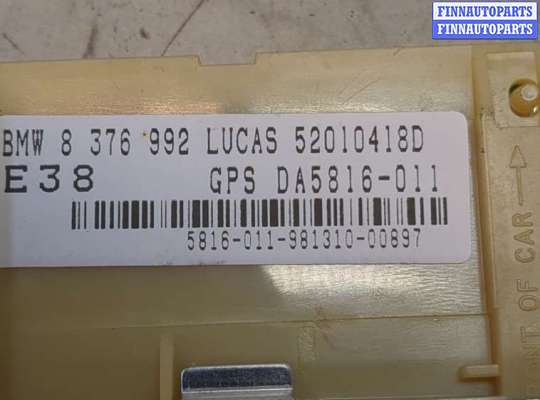 FINNAUTOPARTS
FINNAUTOPARTS
BMW 8 376 992 LUCAS 52010418D
E38 GPS DA5816-011
5816-011-981310-00897
FRONT OF CAR